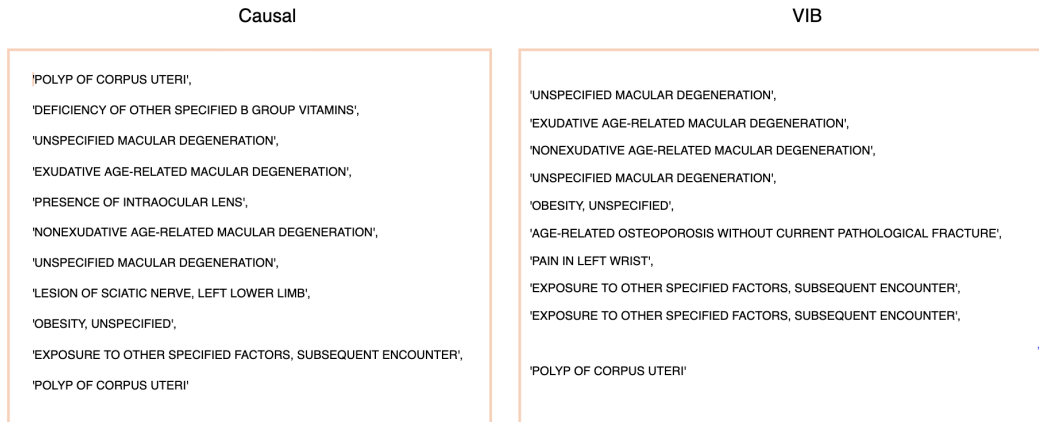 Causal
'POLYP OF CORPUS UTERI',
'DEFICIENCY OF OTHER SPECIFIED B GROUP VITAMINS',
'UNSPECIFIED MACULAR DEGENERATION',
'EXUDATIVE AGE-RELATED MACULAR DEGENERATION',
'PRESENCE OF INTRAOCULAR LENS',
'NONEXUDATIVE AGE-RELATED MACULAR DEGENERATION',
'UNSPECIFIED MACULAR DEGENERATION',
'LESION OF SCIATIC NERVE, LEFT LOWER LIMB',
'OBESITY, UNSPECIFIED',
'EXPOSURE TO OTHER SPECIFIED FACTORS, SUBSEQUENT ENCOUNTER',
'POLYP OF CORPUS UTERI'
VIB
'UNSPECIFIED MACULAR DEGENERATION',
'EXUDATIVE AGE-RELATED MACULAR DEGENERATION',
'NONEXUDATIVE AGE-RELATED MACULAR DEGENERATION',
'UNSPECIFIED MACULAR DEGENERATION',
'OBESITY, UNSPECIFIED',
'AGE-RELATED OSTEOPOROSIS WITHOUT CURRENT PATHOLOGICAL FRACTURE',
'PAIN IN LEFT WRIST',
'EXPOSURE TO OTHER SPECIFIED FACTORS, SUBSEQUENT ENCOUNTER',
'EXPOSURE TO OTHER SPECIFIED FACTORS, SUBSEQUENT ENCOUNTER',
'POLYP OF CORPUS UTERI'